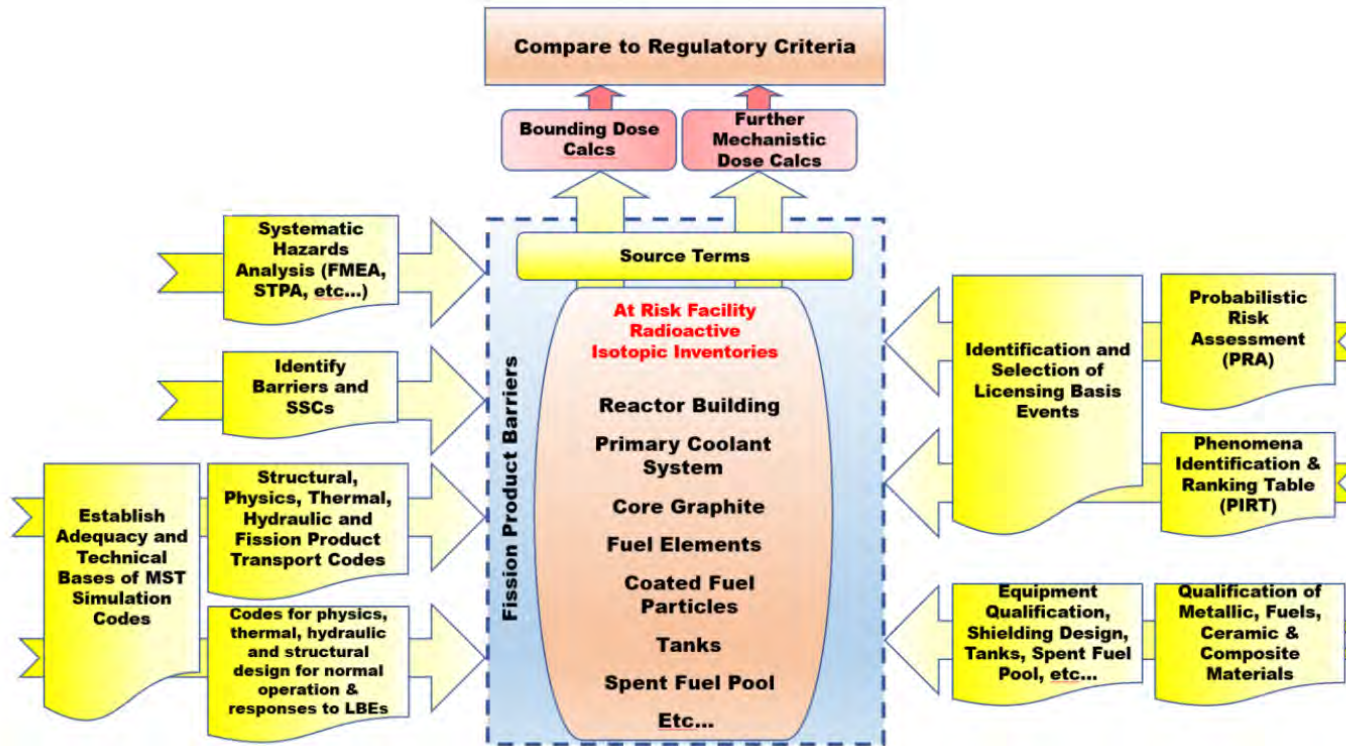 Compare to Regulatory Criteria
Bounding Dose
Calcs
Further
Mechanistic
Dose Calcs
Systematic
Hazards
Analysis (FMEA,
STPA, etc...)
Identify
Barriers and
SSCs
Establish
Adequacy and
Technical
Bases of MST
Simulation
Codes
Structural,
Physics, Thermal,
Hydraulic and
Fission Product
Transport Codes
Codes for physics,
thermal, hydraulic
and structural
design for normal
operation &
responses to LBEs
Fission Product Barriers
Source Terms
At Risk Facility
Radioactive
Isotopic Inventories
Reactor Building
Primary Coolant
System
Core Graphite
Fuel Elements
Coated Fuel
Particles
Tanks
Spent Fuel Pool
Etc...
Identification and
Selection of
Licensing Basis
Events
Probabilistic
Risk
Assessment
(PRA)
Phenomena
Identification &
Ranking Table
(PIRT)
Equipment
Qualification,
Shielding Design,
Tanks, Spent Fuel
Pool, etc...
Qualification of
Metallic, Fuels,
Ceramic &
Composite
Materials